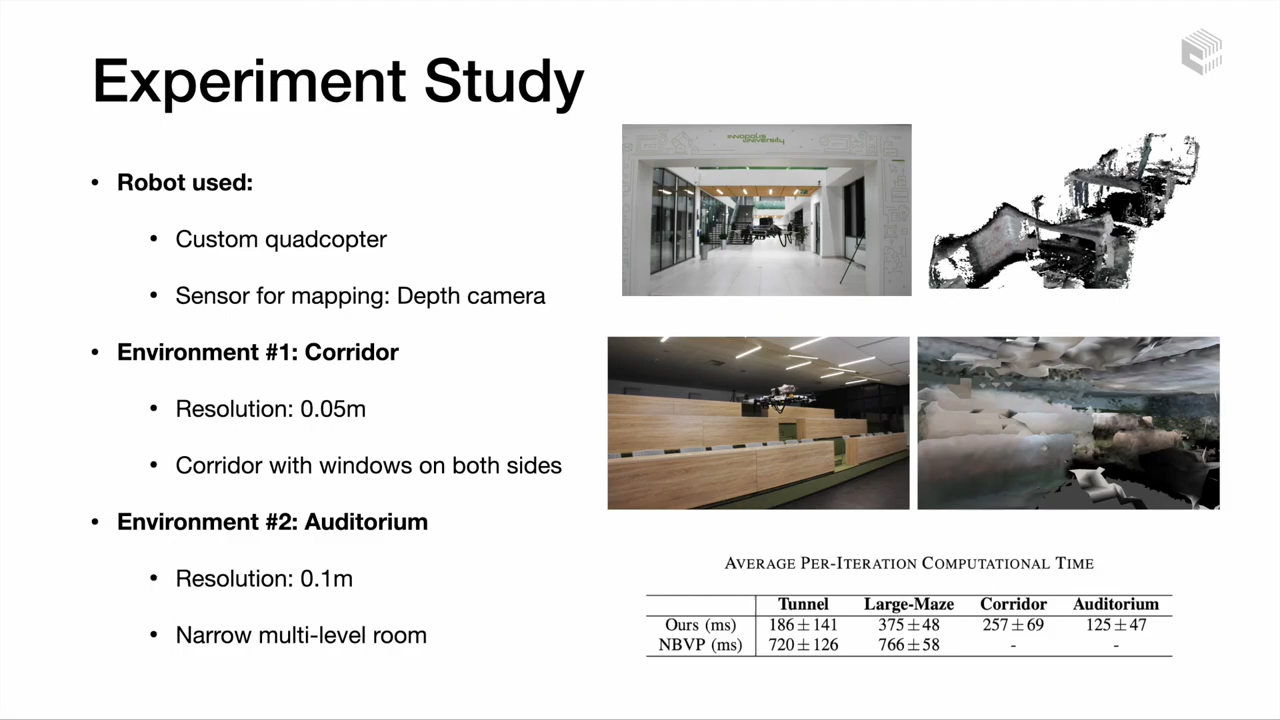 Experiment Study
• Robot used:
• Custom quadcopter
• Sensor for mapping: Depth camera
• Environment #1: Corridor
• Resolution: 0.05m
• Corridor with windows on both sides
• Environment #2: Auditorium
• Resolution: 0.1m
• Narrow multi-level room
innopolis
university
AVERAGE PER-ITERATION COMPUTATIONAL TIME
Tunnel Large-Maze Corridor Auditorium
Ours (ms) 186 ± 141 375 ± 48 257 ± 69 125 ± 47
NBVP (ms) 720 ± 126 766 ± 58 - -